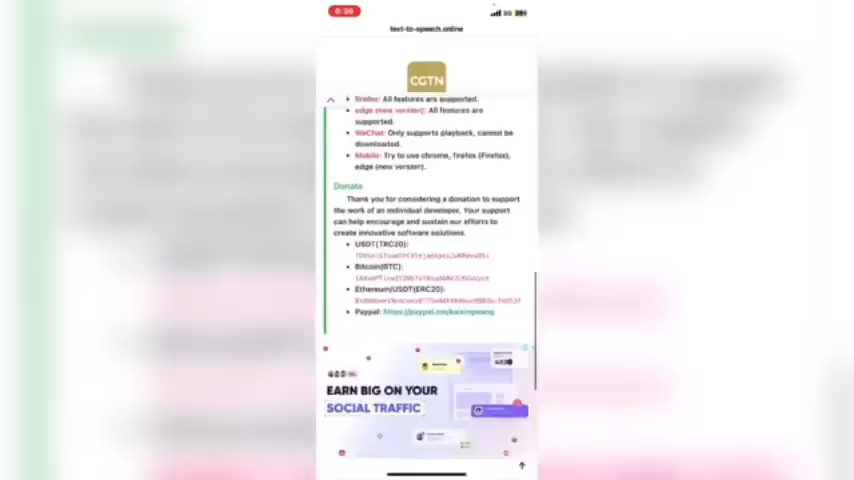 6:30
3G
text-to-speech.online
CGTN
firefox: All features are supported.
edge (new version): All features are
supported.
WeChat: Only supports playback, cannot be
downloaded.
Mobile: Try to use chrome, firefox (Firefox),
edge (new version).
Donate
Thank you for considering a donation to support
the work of an individual developer, Your support
can help encourage and sustain our efforts to
create innovative software solutions.
USDT(TRC20):
Bitcoin(BTC):
Ethereum(USDT(ERC20):
Paypal:
EARN BIG ON YOUR
SOCIAL TRAFFIC